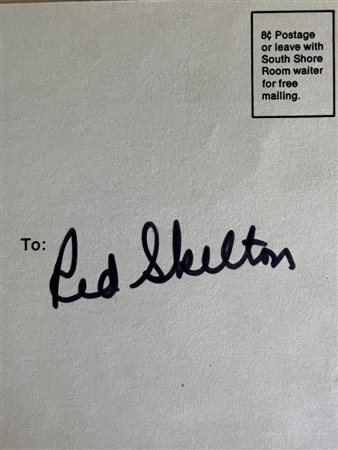 8¢ Postage
or leave with
South Shore
Room waiter
for free
mailing.
To: Red Skelton